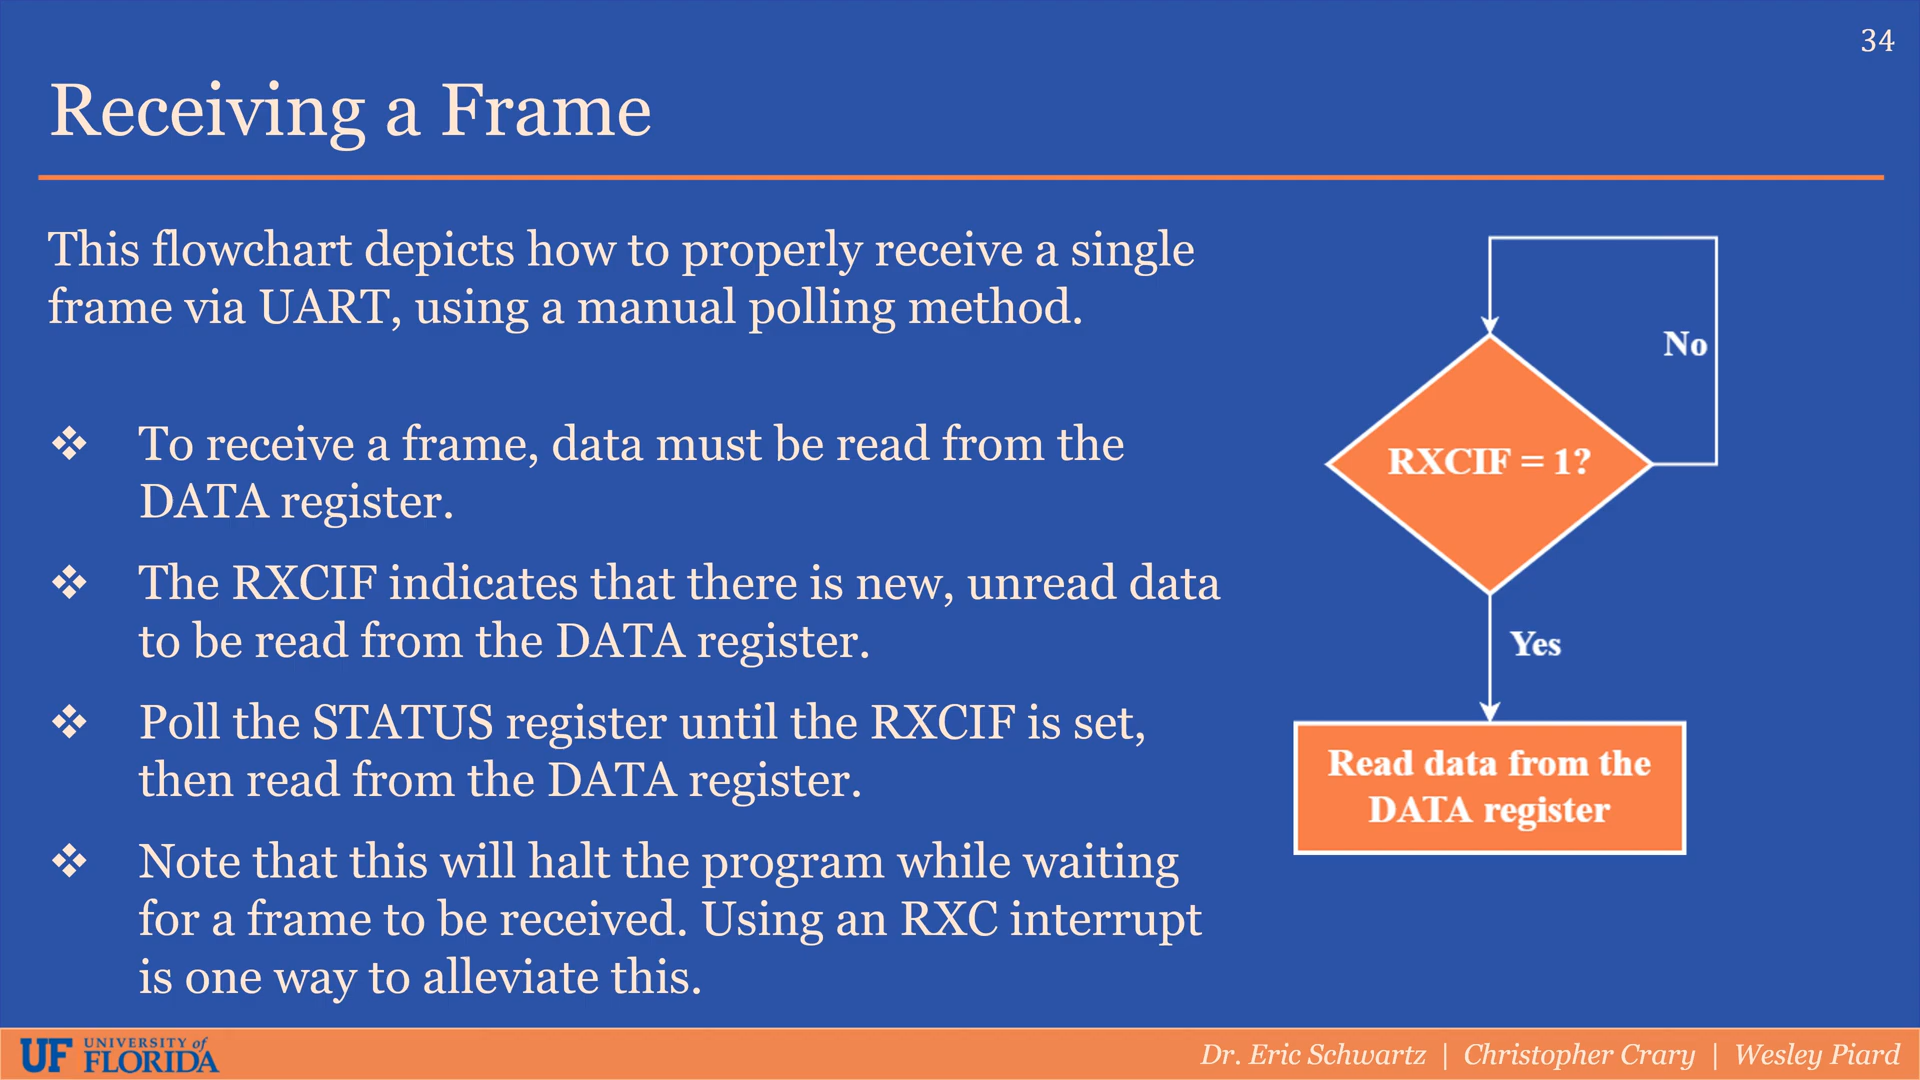 34
Receiving a Frame
This flowchart depicts how to properly receive a single
frame via UART, using a manual polling method.
❖ To receive a frame, data must be read from the
DATA register.
❖ The RXCIF indicates that there is new, unread data
to be read from the DATA register.
❖ Poll the STATUS register until the RXCIF is set,
then read from the DATA register.
❖ Note that this will halt the program while waiting
for a frame to be received. Using an RXC interrupt
is one way to alleviate this.
No
RXCIF = 1?
Yes
Read data from the
DATA register
UF UNIVERSITY of
FLORIDA
Dr. Eric Schwartz | Christopher Crary | Wesley Piard